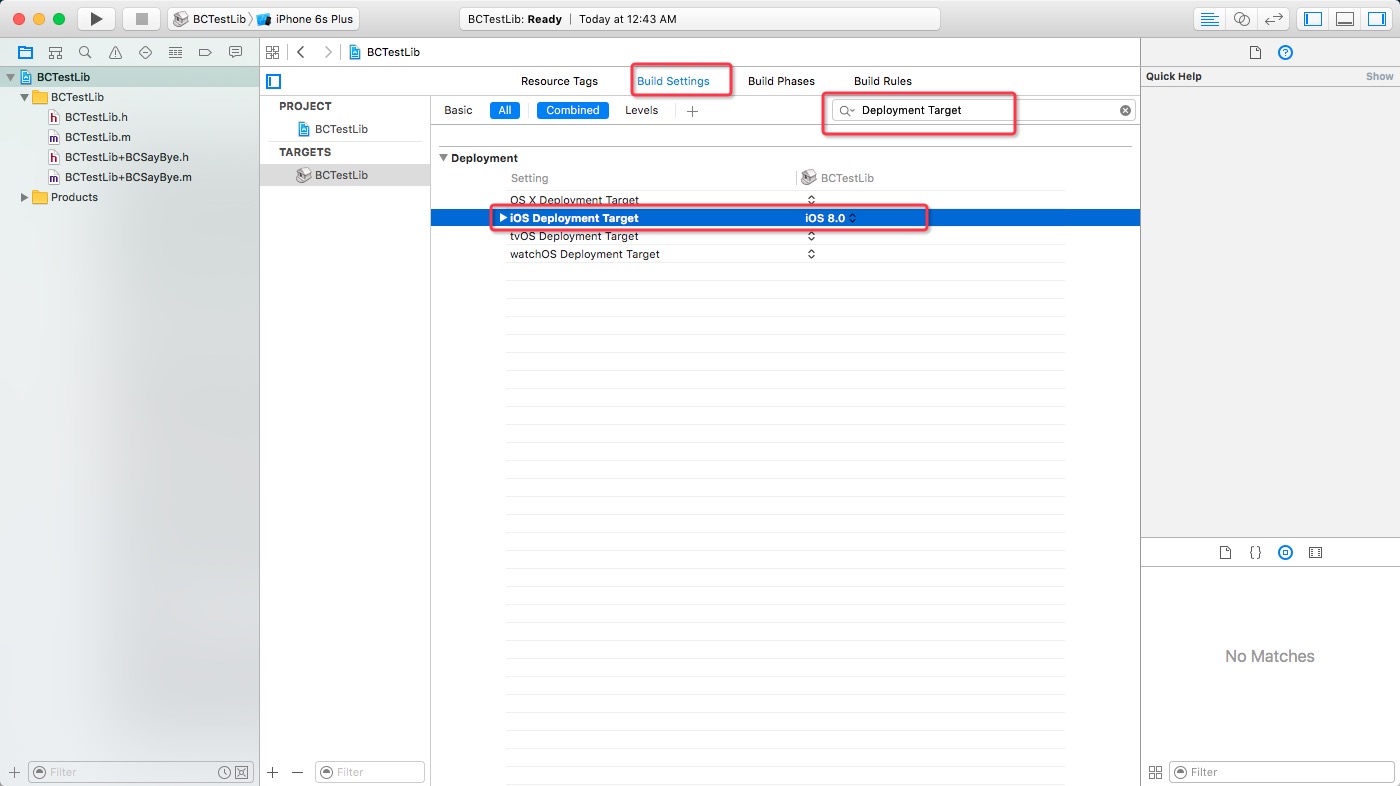 BCTestLib
iPhone 6s Plus
BCTestLib: Ready | Today at 12:43 AM
BCTestLib
BCTestLib
BCTestLib
h BCTestLib.h
m BCTestLib.m
h BCTestLib+BCSayBye.h
m BCTestLib+BCSayBye.m
Products
Filter
Resource Tags
Build Settings
Build Phases
Build Rules
PROJECT
BCTestLib
TARGETS
BCTestLib
Filter
Basic
All
Combined
Levels
Deployment Target
Deployment
Setting
BCTestLib
OS X Deployment Target
iOS Deployment Target
iOS 8.0
tvOS Deployment Target
watchOS Deployment Target
Quick Help
Show
{}
No Matches
Filter